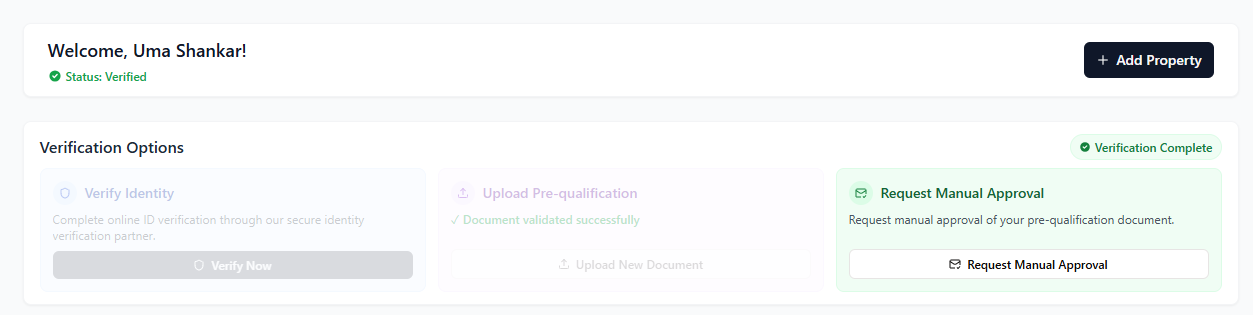 Welcome, Uma Shankar!
Status: Verified
+ Add Property
Verification Options
Verification Complete
Verify Identity
Complete online ID verification through our secure identity
verification partner.
Verify Now
Upload Pre-qualification
✓ Document validated successfully
Upload New Document
Request Manual Approval
Request manual approval of your pre-qualification document.
Request Manual Approval